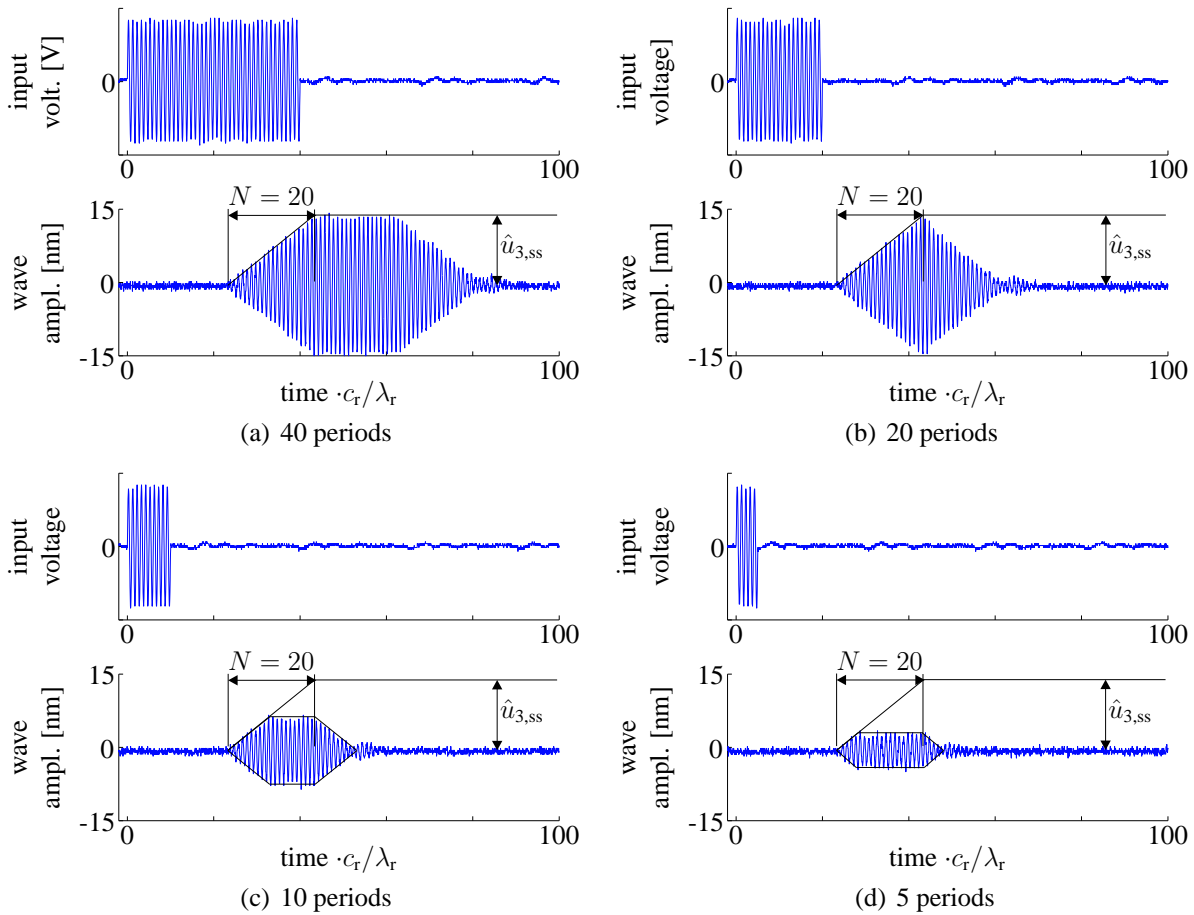 input
volt. [V]
0
0
100
N = 20
wave
ampl. [nm]
15
0
-15
û3,ss
0
100
time ·cr/λr
(a) 40 periods
input
voltage]
0
0
100
N = 20
wave
ampl. [nm]
15
0
-15
û3,ss
0
100
time ·cr/λr
(b) 20 periods
input
voltage
0
0
100
N = 20
wave
ampl. [nm]
15
0
-15
û3,ss
0
100
time ·cr/λr
(c) 10 periods
input
voltage
0
0
100
N = 20
wave
ampl. [nm]
15
0
-15
û3,ss
0
100
time ·cr/λr
(d) 5 periods